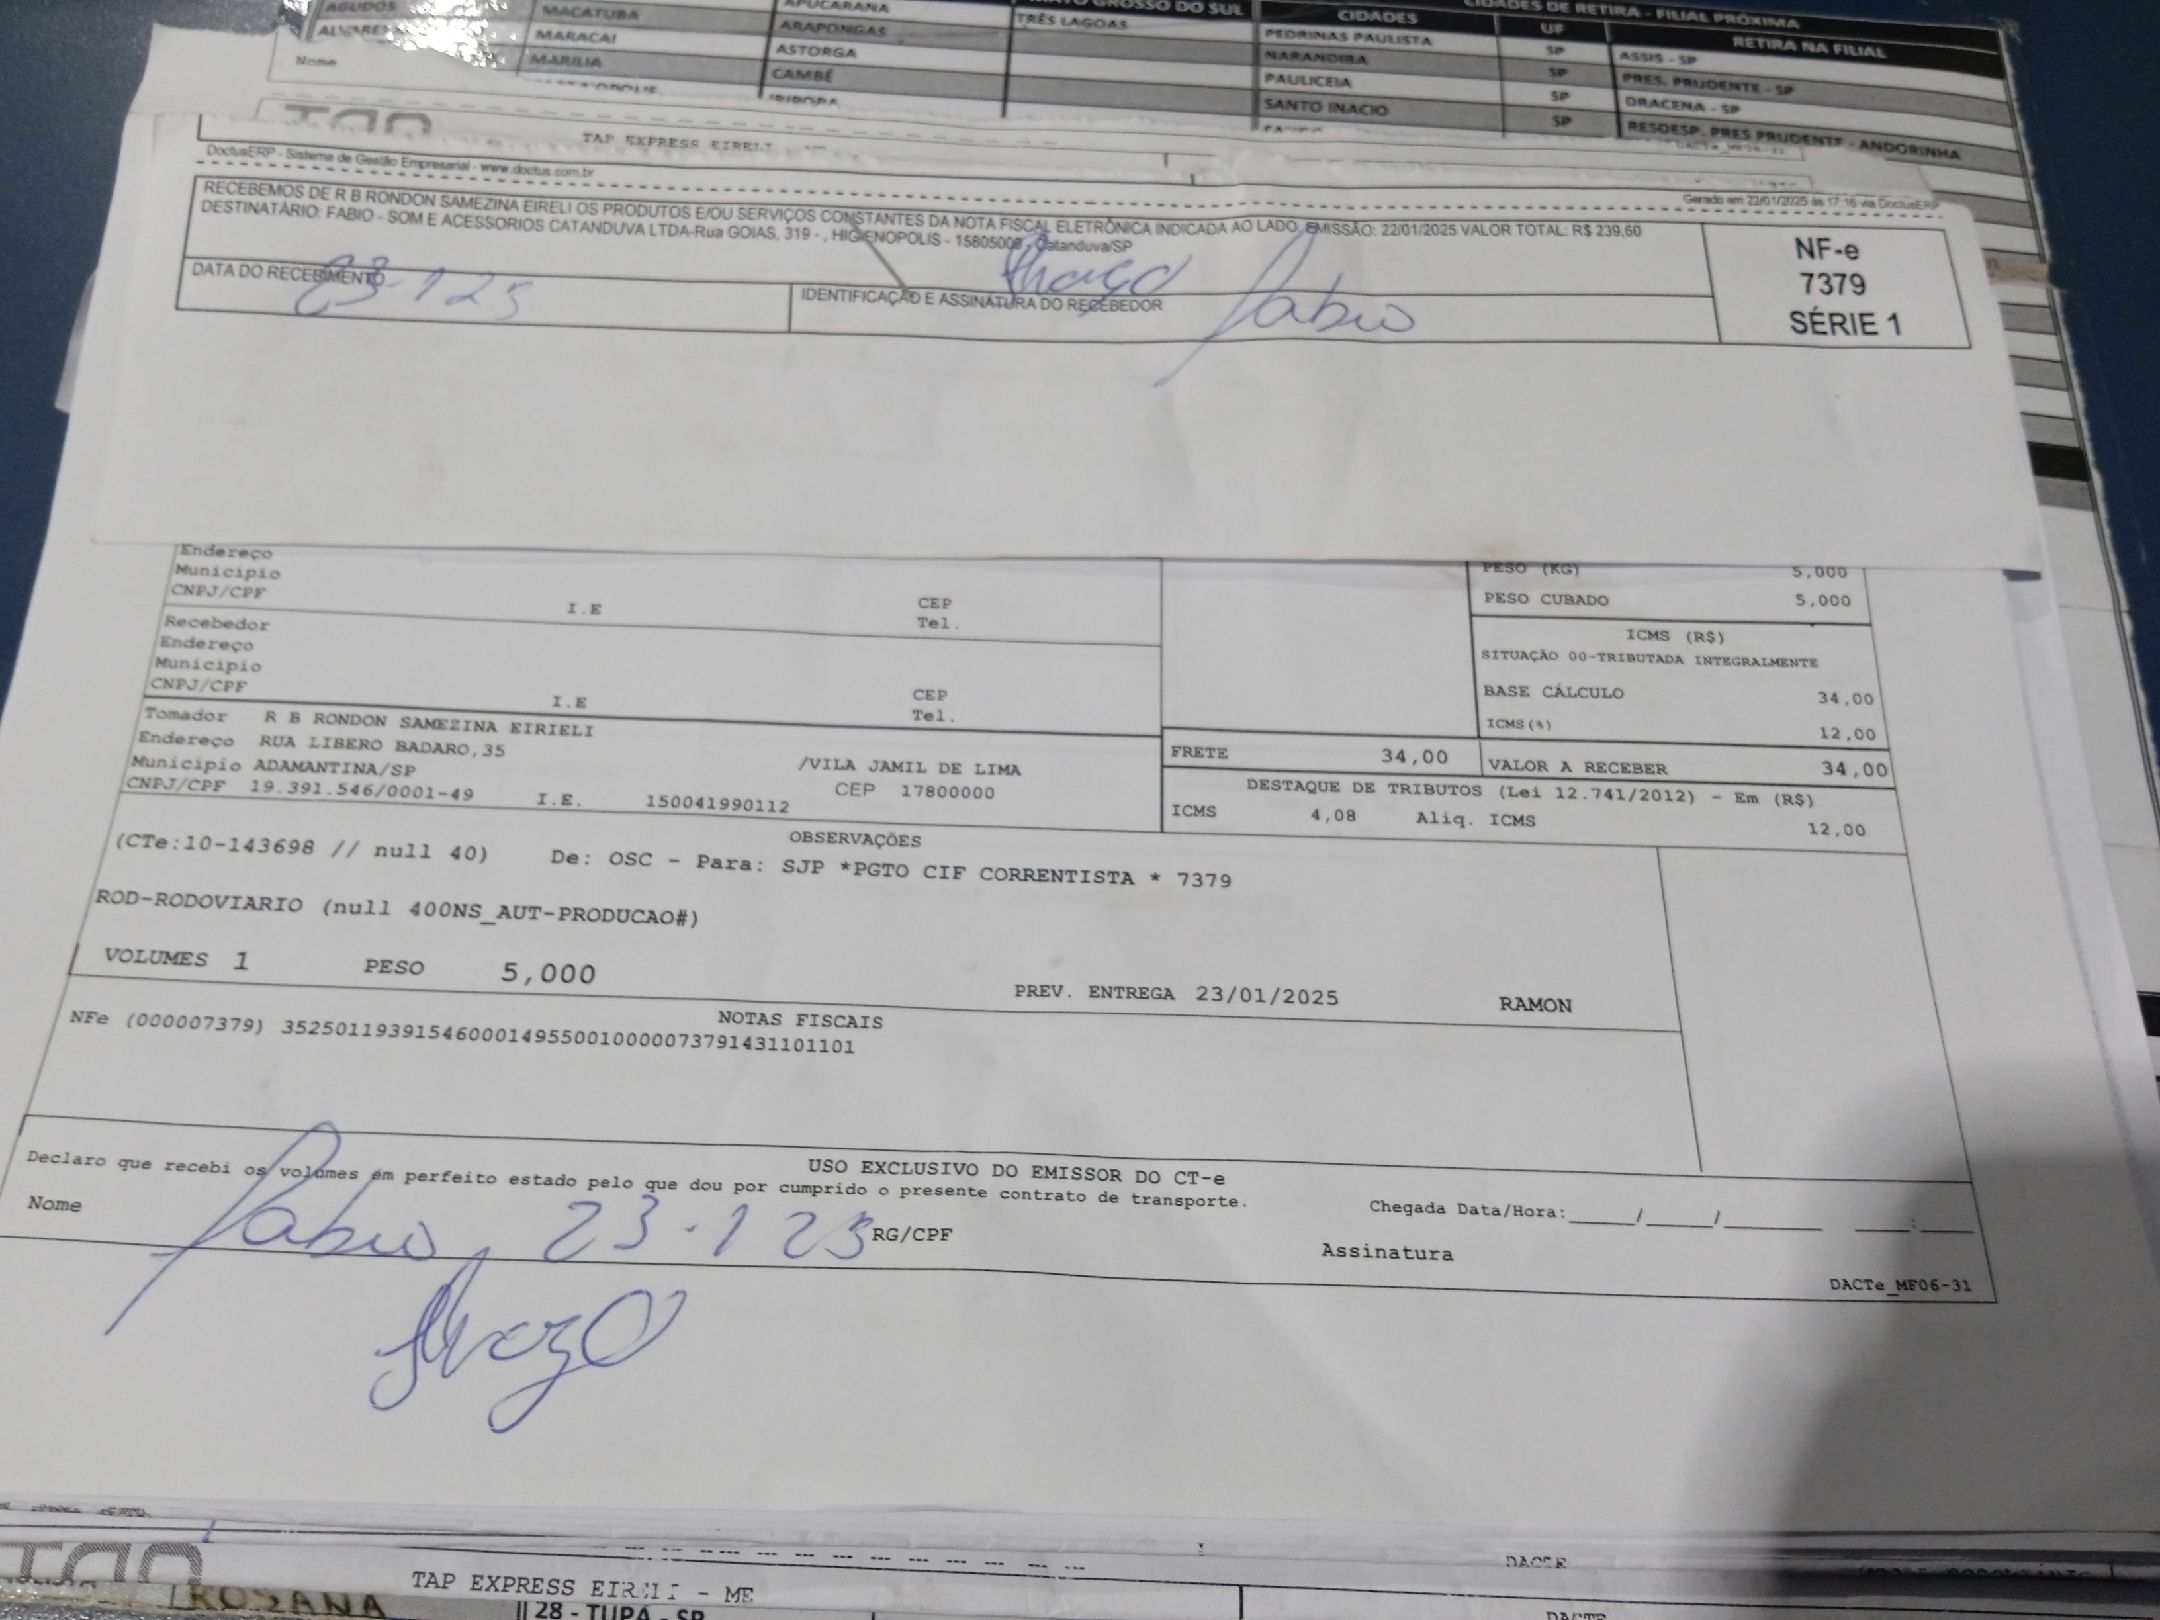 AGUDOS MACATUBA APUCARANA MATO GROSSO DO SUL CIDADES UF CIDADES DE RETIRA - FILIAL PRÓXIMA
MARACAI ARAPONGAS TRÊS LAGOAS PEDRINAS PAULISTA SP RETIRA NA FILIAL
Nome MARILIA ASTORGA NARANDIBA SP ASSIS - SP
CAMBÉ PAULICEIA SP PRES. PRUDENTE - SP
SANTO INACIO SP DRACENA - SP
RESDESP. PRES PRUDENTE - ANDORINHA
TAP EXPRESS EIRELI
DACTe_MF06-31
DoctusERP - Sistema de Gestão Empresarial - www.doctus.com.br
Gerado em 22/01/2025 às 17:16 via DoctusERP
RECEBEMOS DE R B RONDON SAMEZINA EIRELI OS PRODUTOS E/OU SERVIÇOS CONSTANTES DA NOTA FISCAL ELETRÔNICA INDICADA AO LADO. EMISSÃO: 22/01/2025 VALOR TOTAL: R$ 239,60
DESTINATÁRIO: FABIO - SOM E ACESSORIOS CATANDUVA LTDA-Rua GOIAS, 319 - , HIGIENOPOLIS - 15805000 - Catanduva/SP
NF-e
7379
SÉRIE 1
DATA DO RECEBIMENTO
23-1 25
IDENTIFICAÇÃO E ASSINATURA DO RECEBEDOR
Fabio
Endereço
Municipio
CNPJ/CPF I.E CEP
Tel.
PESO (KG) 5,000
PESO CUBADO 5,000
Recebedor
Endereço
Municipio
CNPJ/CPF I.E CEP
Tel.
ICMS (R$)
SITUAÇÃO 00-TRIBUTADA INTEGRALMENTE
BASE CÁLCULO 34,00
ICMS(%) 12,00
Tomador R B RONDON SAMEZINA EIRIELI
Endereço RUA LIBERO BADARO,35 /VILA JAMIL DE LIMA
Municipio ADAMANTINA/SP CEP 17800000
CNPJ/CPF 19.391.546/0001-49 I.E. 150041990112
FRETE 34,00 VALOR A RECEBER 34,00
DESTAQUE DE TRIBUTOS (Lei 12.741/2012) - Em (R$)
ICMS 4,08 Aliq. ICMS 12,00
OBSERVAÇÕES
(CTe:10-143698 // null 40) De: OSC - Para: SJP *PGTO CIF CORRENTISTA * 7379
ROD-RODOVIARIO (null 400NS_AUT-PRODUCAO#)
VOLUMES 1 PESO 5,000 PREV. ENTREGA 23/01/2025 RAMON
NOTAS FISCAIS
NFe (000007379) 35250119391546000149550010000073791431101101
USO EXCLUSIVO DO EMISSOR DO CT-e
Declaro que recebi os volumes em perfeito estado pelo que dou por cumprido o presente contrato de transporte.
Chegada Data/Hora:_____/_____/_______ ____:____
Nome Fabio, 23-1 25 RG/CPF Assinatura
DACTe_MF06-31
DACTE
TAP EXPRESS EIRELI - ME
ROSANA
28 - TUPÃ - SP
DACTE